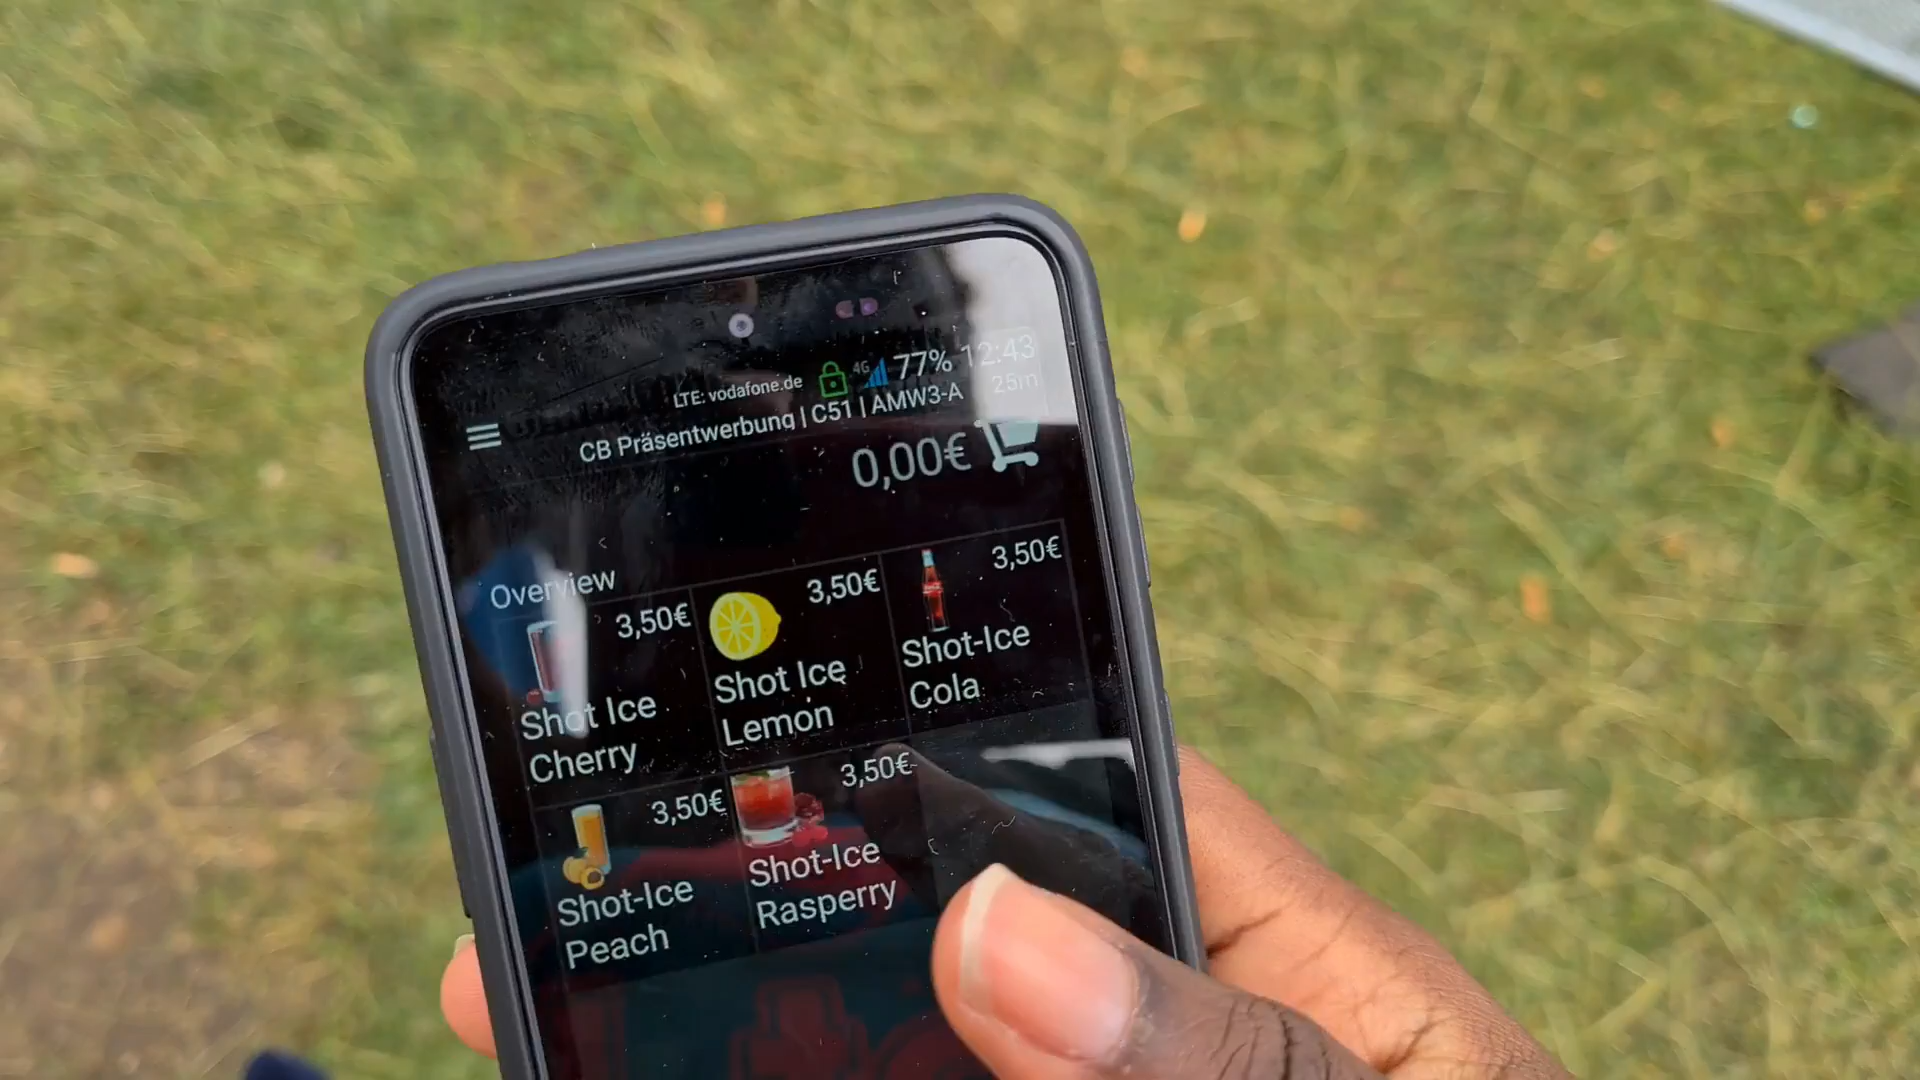 LTE: vodafone.de 4G 77% 12:43
25m
CB Präsentwerbung | C51 | AMW3-A
0,00€
Overview
3,50€
Shot Ice
Cherry
3,50€
Shot Ice
Lemon
3,50€
Shot-Ice
Cola
3,50€
Shot-Ice
Peach
3,50€
Shot-Ice
Rasperry